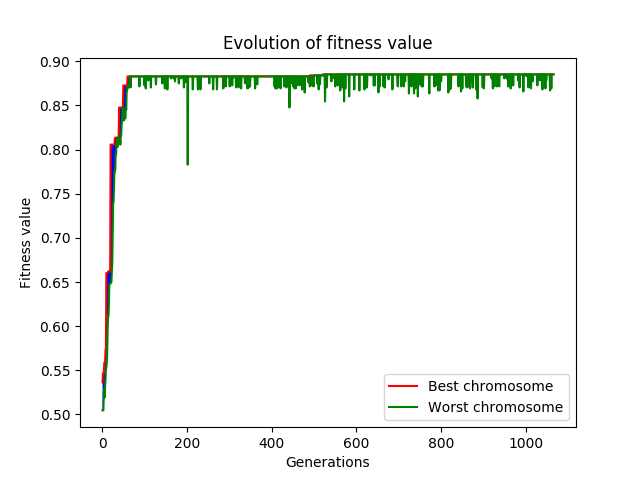 Evolution of fitness value
0.90
0.85
0.80
0.75
0.70
0.65
0.60
0.55
0.50
Fitness value
Best chromosome
Worst chromosome
0 200 400 600 800 1000
Generations